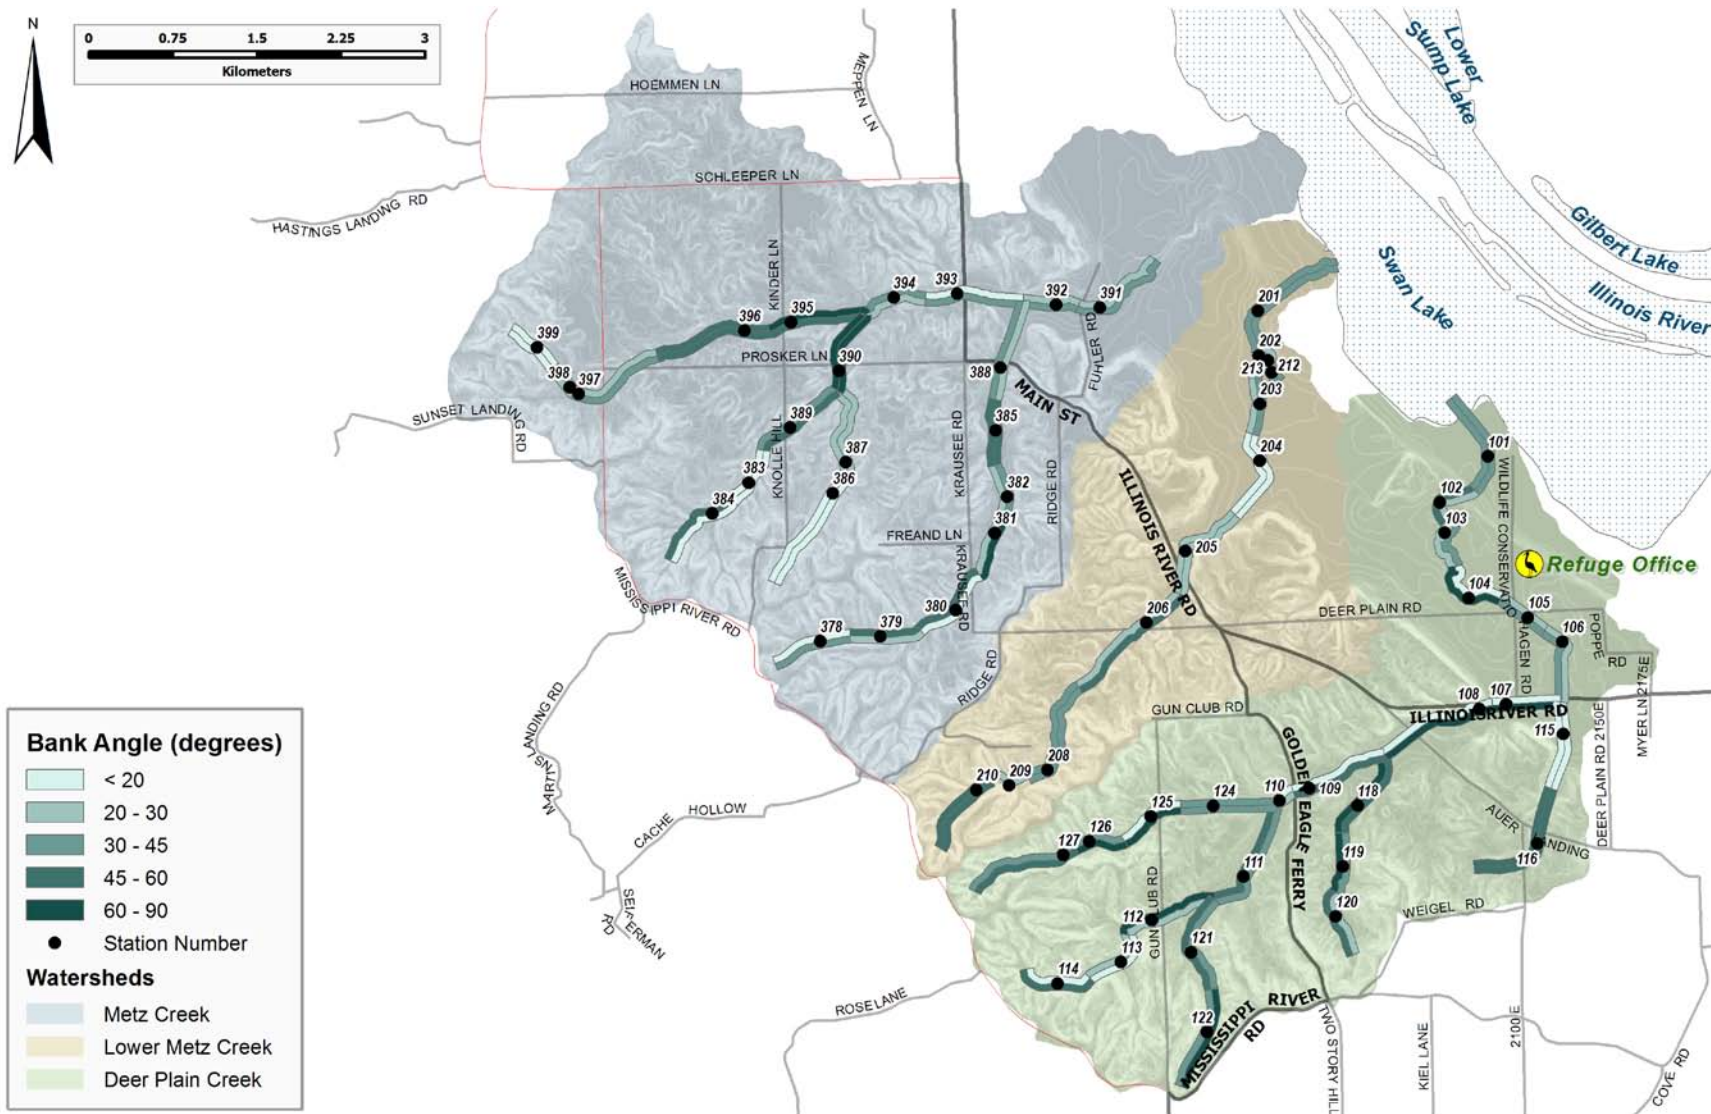 N
0 0.75 1.5 2.25 3
Kilometers
HOEMMEN LN
MEPPEN LN
SCHLEEPER LN
HASTINGS LANDING RD
Lower
Stump Lake
Gilbert Lake
Illinois River
Swan Lake
KINDER LN
394
393
392
391
396
395
399
398
397
PROSKER LN
390
388
FUHLER RD
MAIN ST
201
202
213
212
203
204
SUNSET LANDING RD
KNOLLE HILL
389
385
387
386
383
384
KRAUSEE RD
382
381
RIDGE RD
FREAND LN
KRAUSEE RD
ILLINOIS RIVER RD
205
206
101
102
103
104
WILDLIFE CONSERVATIO
Refuge Office
105
106
DEER PLAIN RD
HAGEN RD
POPPE RD
MYER LN 2175E
MISSISSIPPI RIVER RD
378
379
380
RIDGE RD
108
107
ILLINOISRIVER RD
115
DEER PLAIN RD 2150E
GUN CLUB RD
GOLDEN EAGLE FERRY
208
209
210
110
109
118
124
125
126
127
AUER LANDING
116
119
120
WEIGEL RD
111
112
113
114
GUN CLUB RD
121
122
MISSISSIPPI RIVER RD
ROSELANE
TWO STORY HILL
KIEL LANE
2100 E
COVE RD
MARTINS LANDING RD
CACHE HOLLOW
RD
Bank Angle (degrees)
< 20
20 - 30
30 - 45
45 - 60
60 - 90
Station Number
Watersheds
Metz Creek
Lower Metz Creek
Deer Plain Creek